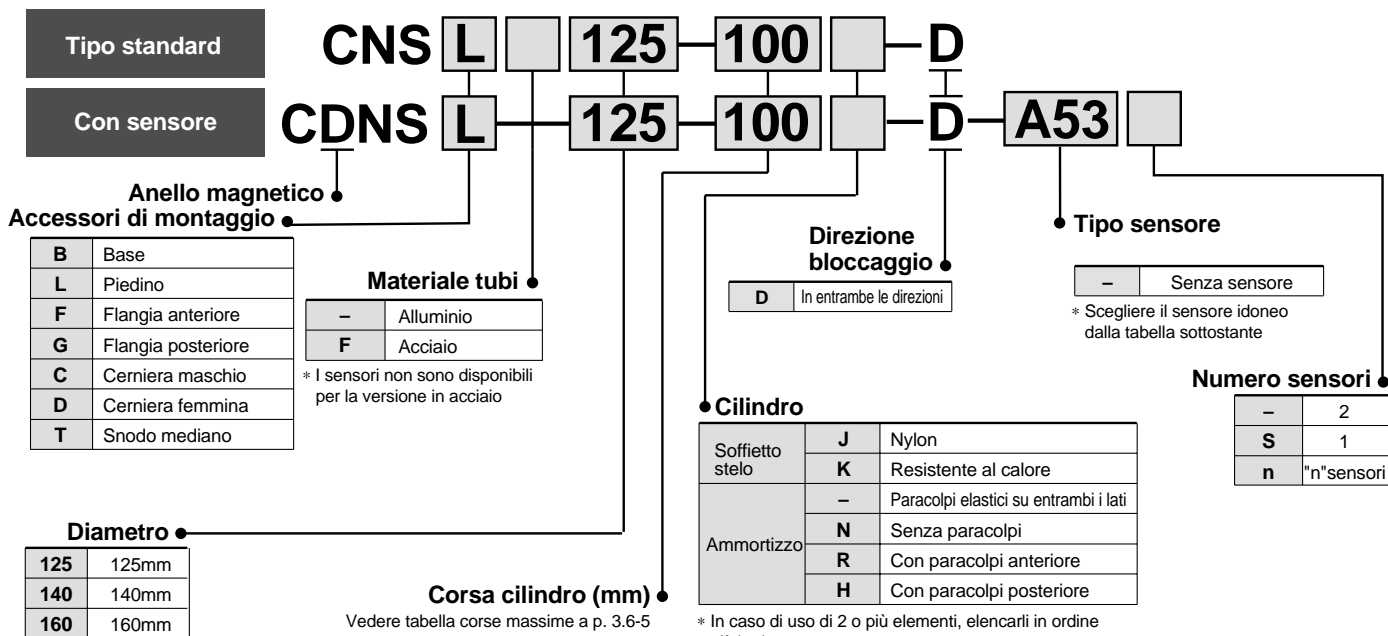 Tipo standard
CNS L 125 - 100 - D
Con sensore
CDNS L - 125 - 100 - D - A53
Anello magnetico
Accessori di montaggio
B Base
L Piedino
F Flangia anteriore
G Flangia posteriore
C Cerniera maschio
D Cerniera femmina
T Snodo mediano
Materiale tubi
– Alluminio
F Acciaio
* I sensori non sono disponibili
per la versione in acciaio
Direzione
bloccaggio
D In entrambe le direzioni
Tipo sensore
– Senza sensore
* Scegliere il sensore idoneo
dalla tabella sottostante
Numero sensori
– 2
S 1
n "n"sensori
Cilindro
Soffietto
stelo
J Nylon
K Resistente al calore
Ammortizzo
– Paracolpi elastici su entrambi i lati
N Senza paracolpi
R Con paracolpi anteriore
H Con paracolpi posteriore
* In caso di uso di 2 o più elementi, elencarli in ordine
Diametro
125 125mm
140 140mm
160 160mm
Corsa cilindro (mm)
Vedere tabella corse massime a p. 3.6-5